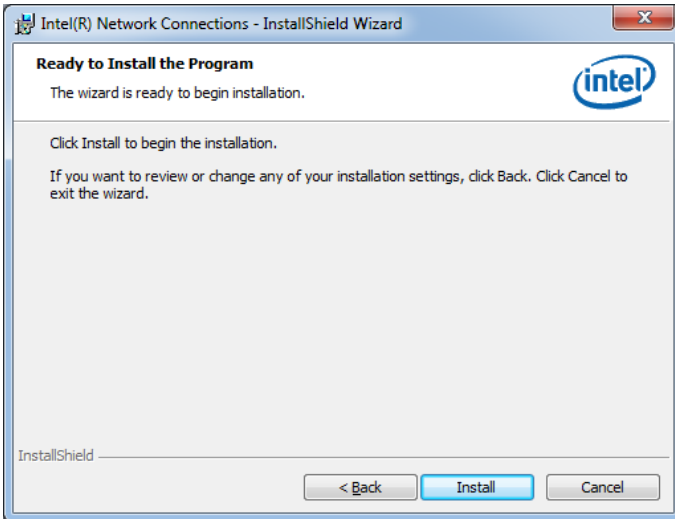 Intel(R) Network Connections - InstallShield Wizard
Ready to Install the Program
The wizard is ready to begin installation.
intel
Click Install to begin the installation.
If you want to review or change any of your installation settings, click Back. Click Cancel to
exit the wizard.
InstallShield
< Back
Install
Cancel